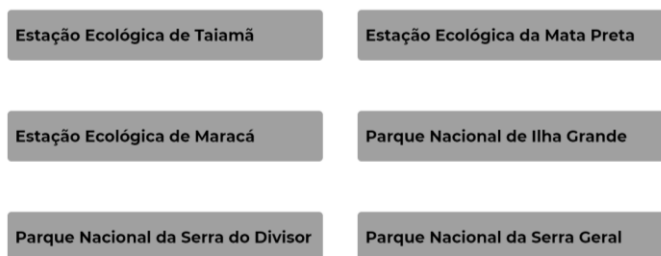 Estação Ecológica de Taiamã
Estação Ecológica da Mata Preta
Estação Ecológica de Maracá
Parque Nacional de Ilha Grande
Parque Nacional da Serra do Divisor
Parque Nacional da Serra Geral